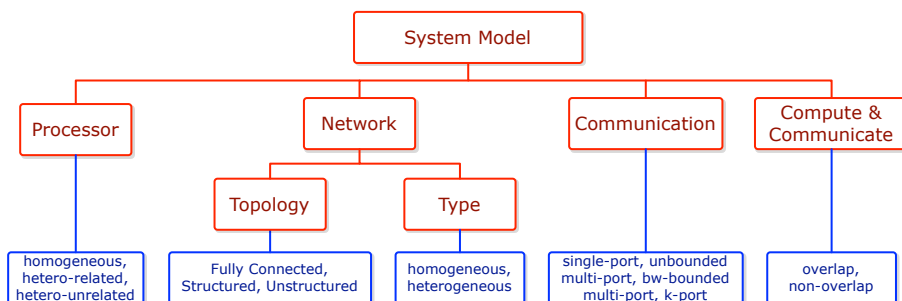 System Model
Processor
Network
Communication
Compute &
Communicate
Topology
Type
homogeneous,
hetero-related,
hetero-unrelated
Fully Connected,
Structured, Unstructured
homogeneous,
heterogeneous
single-port, unbounded
multi-port, bw-bounded
multi-port, k-port
overlap,
non-overlap